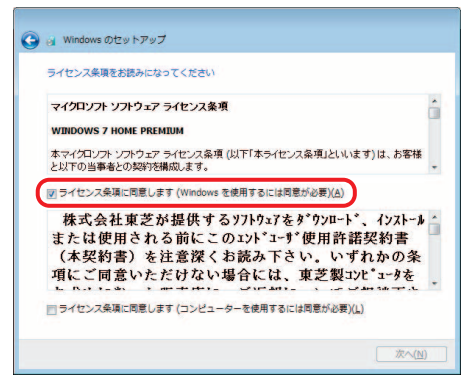 Windows のセットアップ
ライセンス条項をお読みになってください
マイクロソフト ソフトウェア ライセンス条項
WINDOWS 7 HOME PREMIUM
本マイクロソフト ソフトウェア ライセンス条項 (以下「本ライセンス条項」といいます) は、お客様
と以下の当事者との契約を構成します。
ライセンス条項に同意します (Windows を使用するには同意が必要)(A)
株式会社東芝が提供するソフトウェアをダウンロード、インストール
または使用される前にこのエンドユーザ使用許諾契約書
(本契約書) を注意深くお読み下さい。いずれかの条
項にご同意いただけない場合には、東芝製コンピュータを
ライセンス条項に同意します (コンピューターを使用するには同意が必要)(L)
次へ(N)